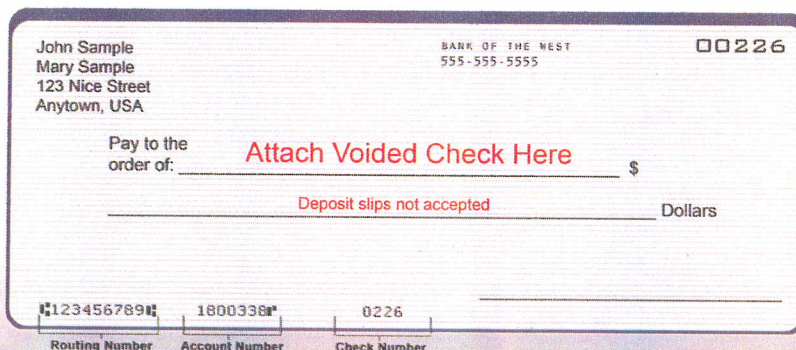 John Sample
Mary Sample
123 Nice Street
Anytown, USA
BANK OF THE WEST
555-555-5555
00226
Pay to the
order of: Attach Voided Check Here $
Deposit slips not accepted Dollars
⑆123456789⑆ 1800338⑈ 0226
Routing Number Account Number Check Number